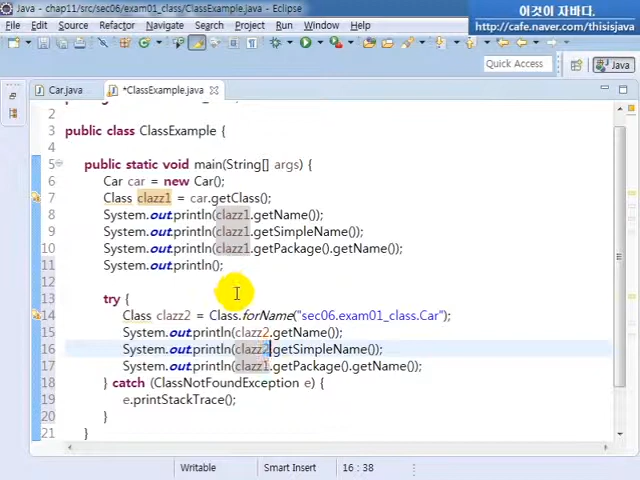 Java - chap11/src/sec06/exam01_class/ClassExample.java - Eclipse
이것이 자바다.
http://cafe.naver.com/thisisjava
File Edit Source Refactor Navigate Search Project Run Window Help
Quick Access
Java
Car.java
*ClassExample.java
2
3 public class ClassExample {
4
5 public static void main(String[] args) {
6 Car car = new Car();
7 Class clazz1 = car.getClass();
8 System.out.println(clazz1.getName());
9 System.out.println(clazz1.getSimpleName());
10 System.out.println(clazz1.getPackage().getName());
11 System.out.println();
12
13 try {
14 Class clazz2 = Class.forName("sec06.exam01_class.Car");
15 System.out.println(clazz2.getName());
16 System.out.println(clazz2.getSimpleName());
17 System.out.println(clazz1.getPackage().getName());
18 } catch (ClassNotFoundException e) {
19 e.printStackTrace();
20 }
21 }
Writable
Smart Insert
16 : 38